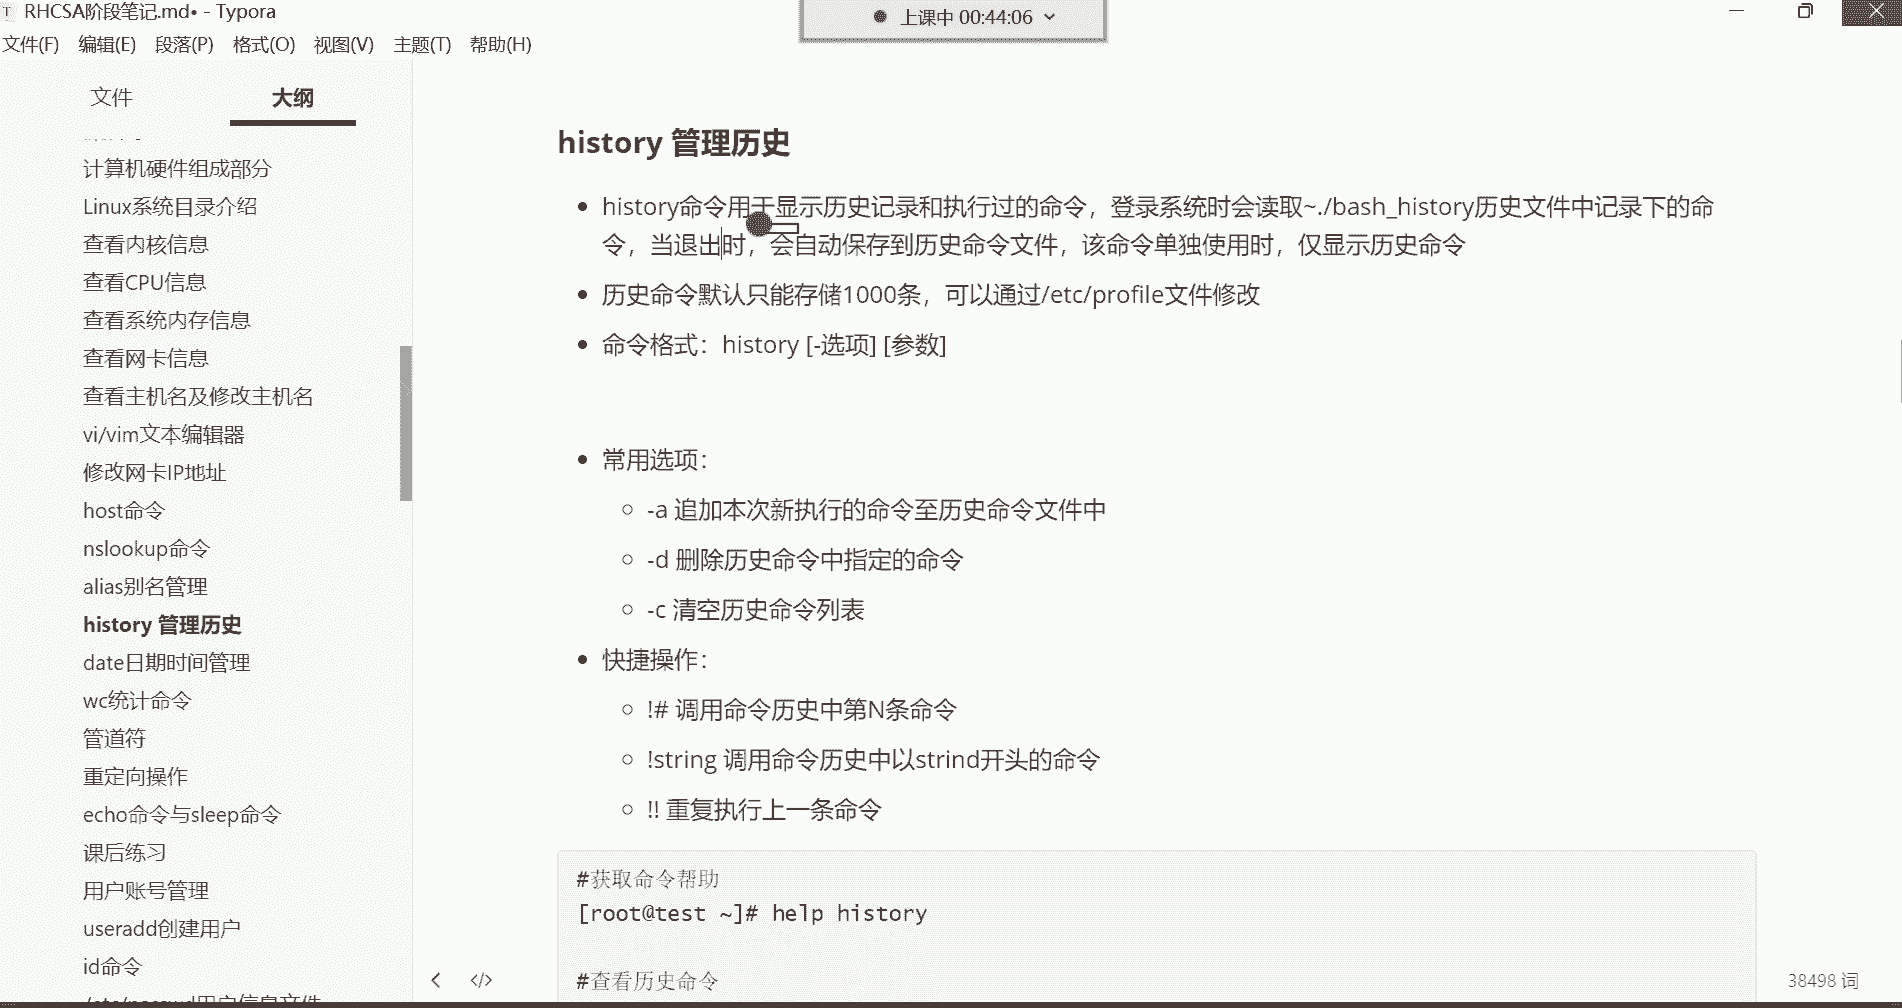 RHCSA阶段笔记.md• - Typora
上课中 00:44:06
文件(F) 编辑(E) 段落(P) 格式(O) 视图(V) 主题(T) 帮助(H)
文件 大纲
计算机硬件组成部分
Linux系统目录介绍
查看内核信息
查看CPU信息
查看系统内存信息
查看网卡信息
查看主机名及修改主机名
vi/vim文本编辑器
修改网卡IP地址
host命令
nslookup命令
alias别名管理
history 管理历史
date日期时间管理
wc统计命令
管道符
重定向操作
echo命令与sleep命令
课后练习
用户账号管理
useradd创建用户
id命令
/etc/passwd用户信息文件
history 管理历史
history命令用于显示历史记录和执行过的命令，登录系统时会读取~./bash_history历史文件中记录下的命
令，当退出时，会自动保存到历史命令文件，该命令单独使用时，仅显示历史命令
历史命令默认只能存储1000条，可以通过/etc/profile文件修改
命令格式：history [-选项] [参数]
常用选项：
-a 追加本次新执行的命令至历史命令文件中
-d 删除历史命令中指定的命令
-c 清空历史命令列表
快捷操作：
!# 调用命令历史中第N条命令
!string 调用命令历史中以strind开头的命令
!! 重复执行上一条命令
#获取命令帮助
[root@test ~]# help history
#查看历史命令
38498 词